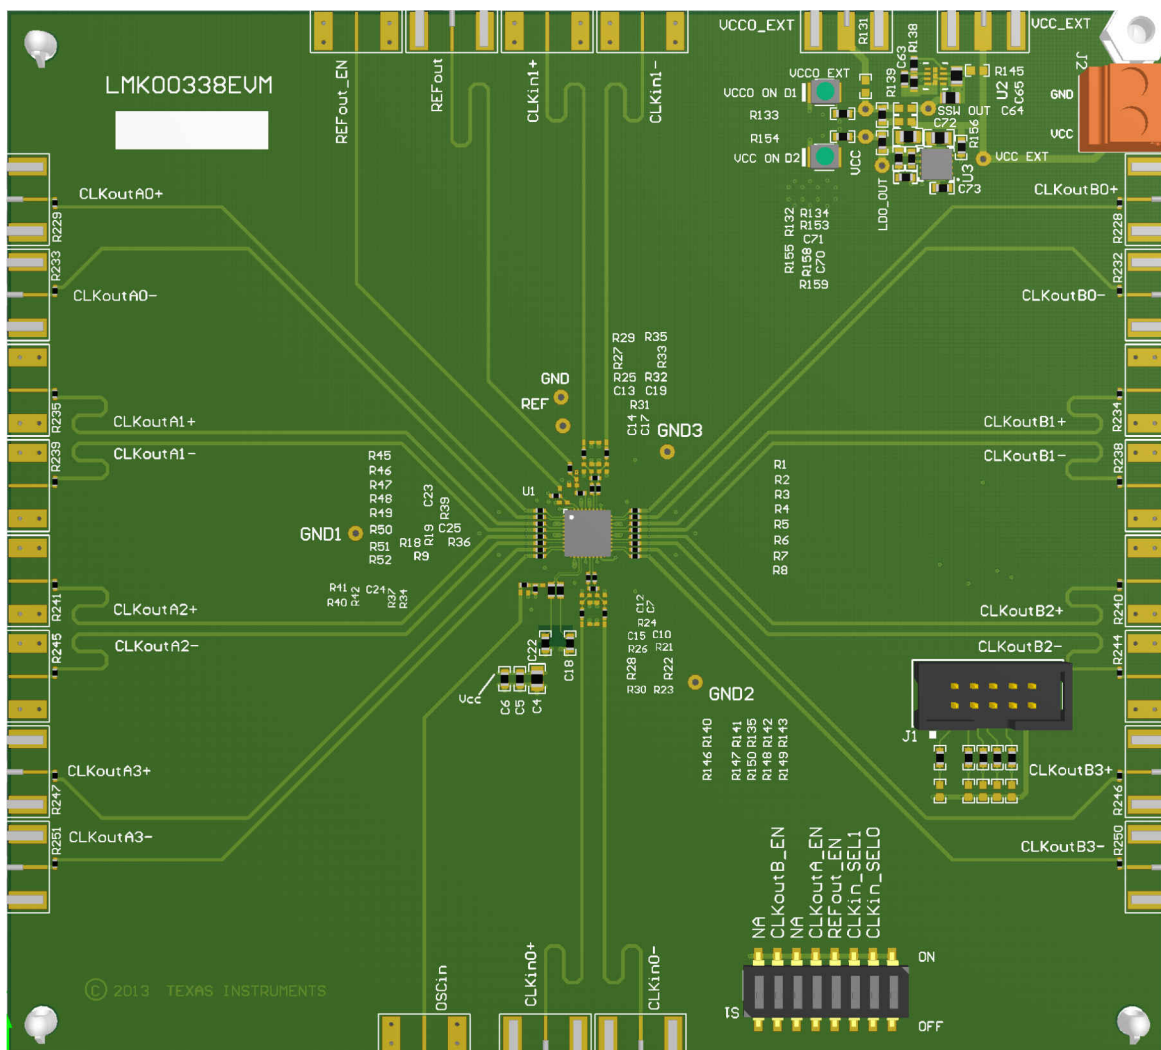 VCCO_EXT
R131
VCC_EXT
J2
LMK00338EVM
REFout_EN
REFout
CLKin1+
CLKin1-
VCCO EXT
VCCO ON D1
R133
R154
VCC ON D2
VCC
R139
C63
R138
R145
U2
C65
C64
SSW OUT
C72
R156
U3
C73
LDO_OUT
VCC EXT
GND
VCC
CLKoutA0+
R229
R233
CLKoutA0-
CLKoutB0+
R228
R232
CLKoutB0-
R132
R134
R153
C71
R155
R158
C70
R159
R29
R35
R27
R33
R25
R32
C13
C19
R31
C14
C17
GND
REF
GND3
R235
CLKoutA1+
R239
CLKoutA1-
CLKoutB1+
R234
CLKoutB1-
R238
R45
R46
R47
R48
R49
R50
R51
R52
C23
R39
C25
R19
R18
R36
R9
GND1
U1
R1
R2
R3
R4
R5
R6
R7
R8
R41
R40
R42
C24
R37
R34
R241
CLKoutA2+
R245
CLKoutA2-
CLKoutB2+
R240
CLKoutB2-
R244
C12
C7
R24
C15
C10
R26
R21
R28
R22
R30
R23
GND2
C22
C18
Vcc
C6
C5
C4
R146
R140
R147
R141
R150
R135
R148
R142
R149
R143
J1
CLKoutA3+
R247
R251
CLKoutA3-
CLKoutB3+
R246
R250
CLKoutB3-
NA
CLKoutB_EN
NA
CLKoutA_EN
REFout_EN
CLKin_SEL1
CLKin_SEL0
ON
S1
OFF
© 2013 TEXAS INSTRUMENTS
OSCin
CLKin0+
CLKin0-